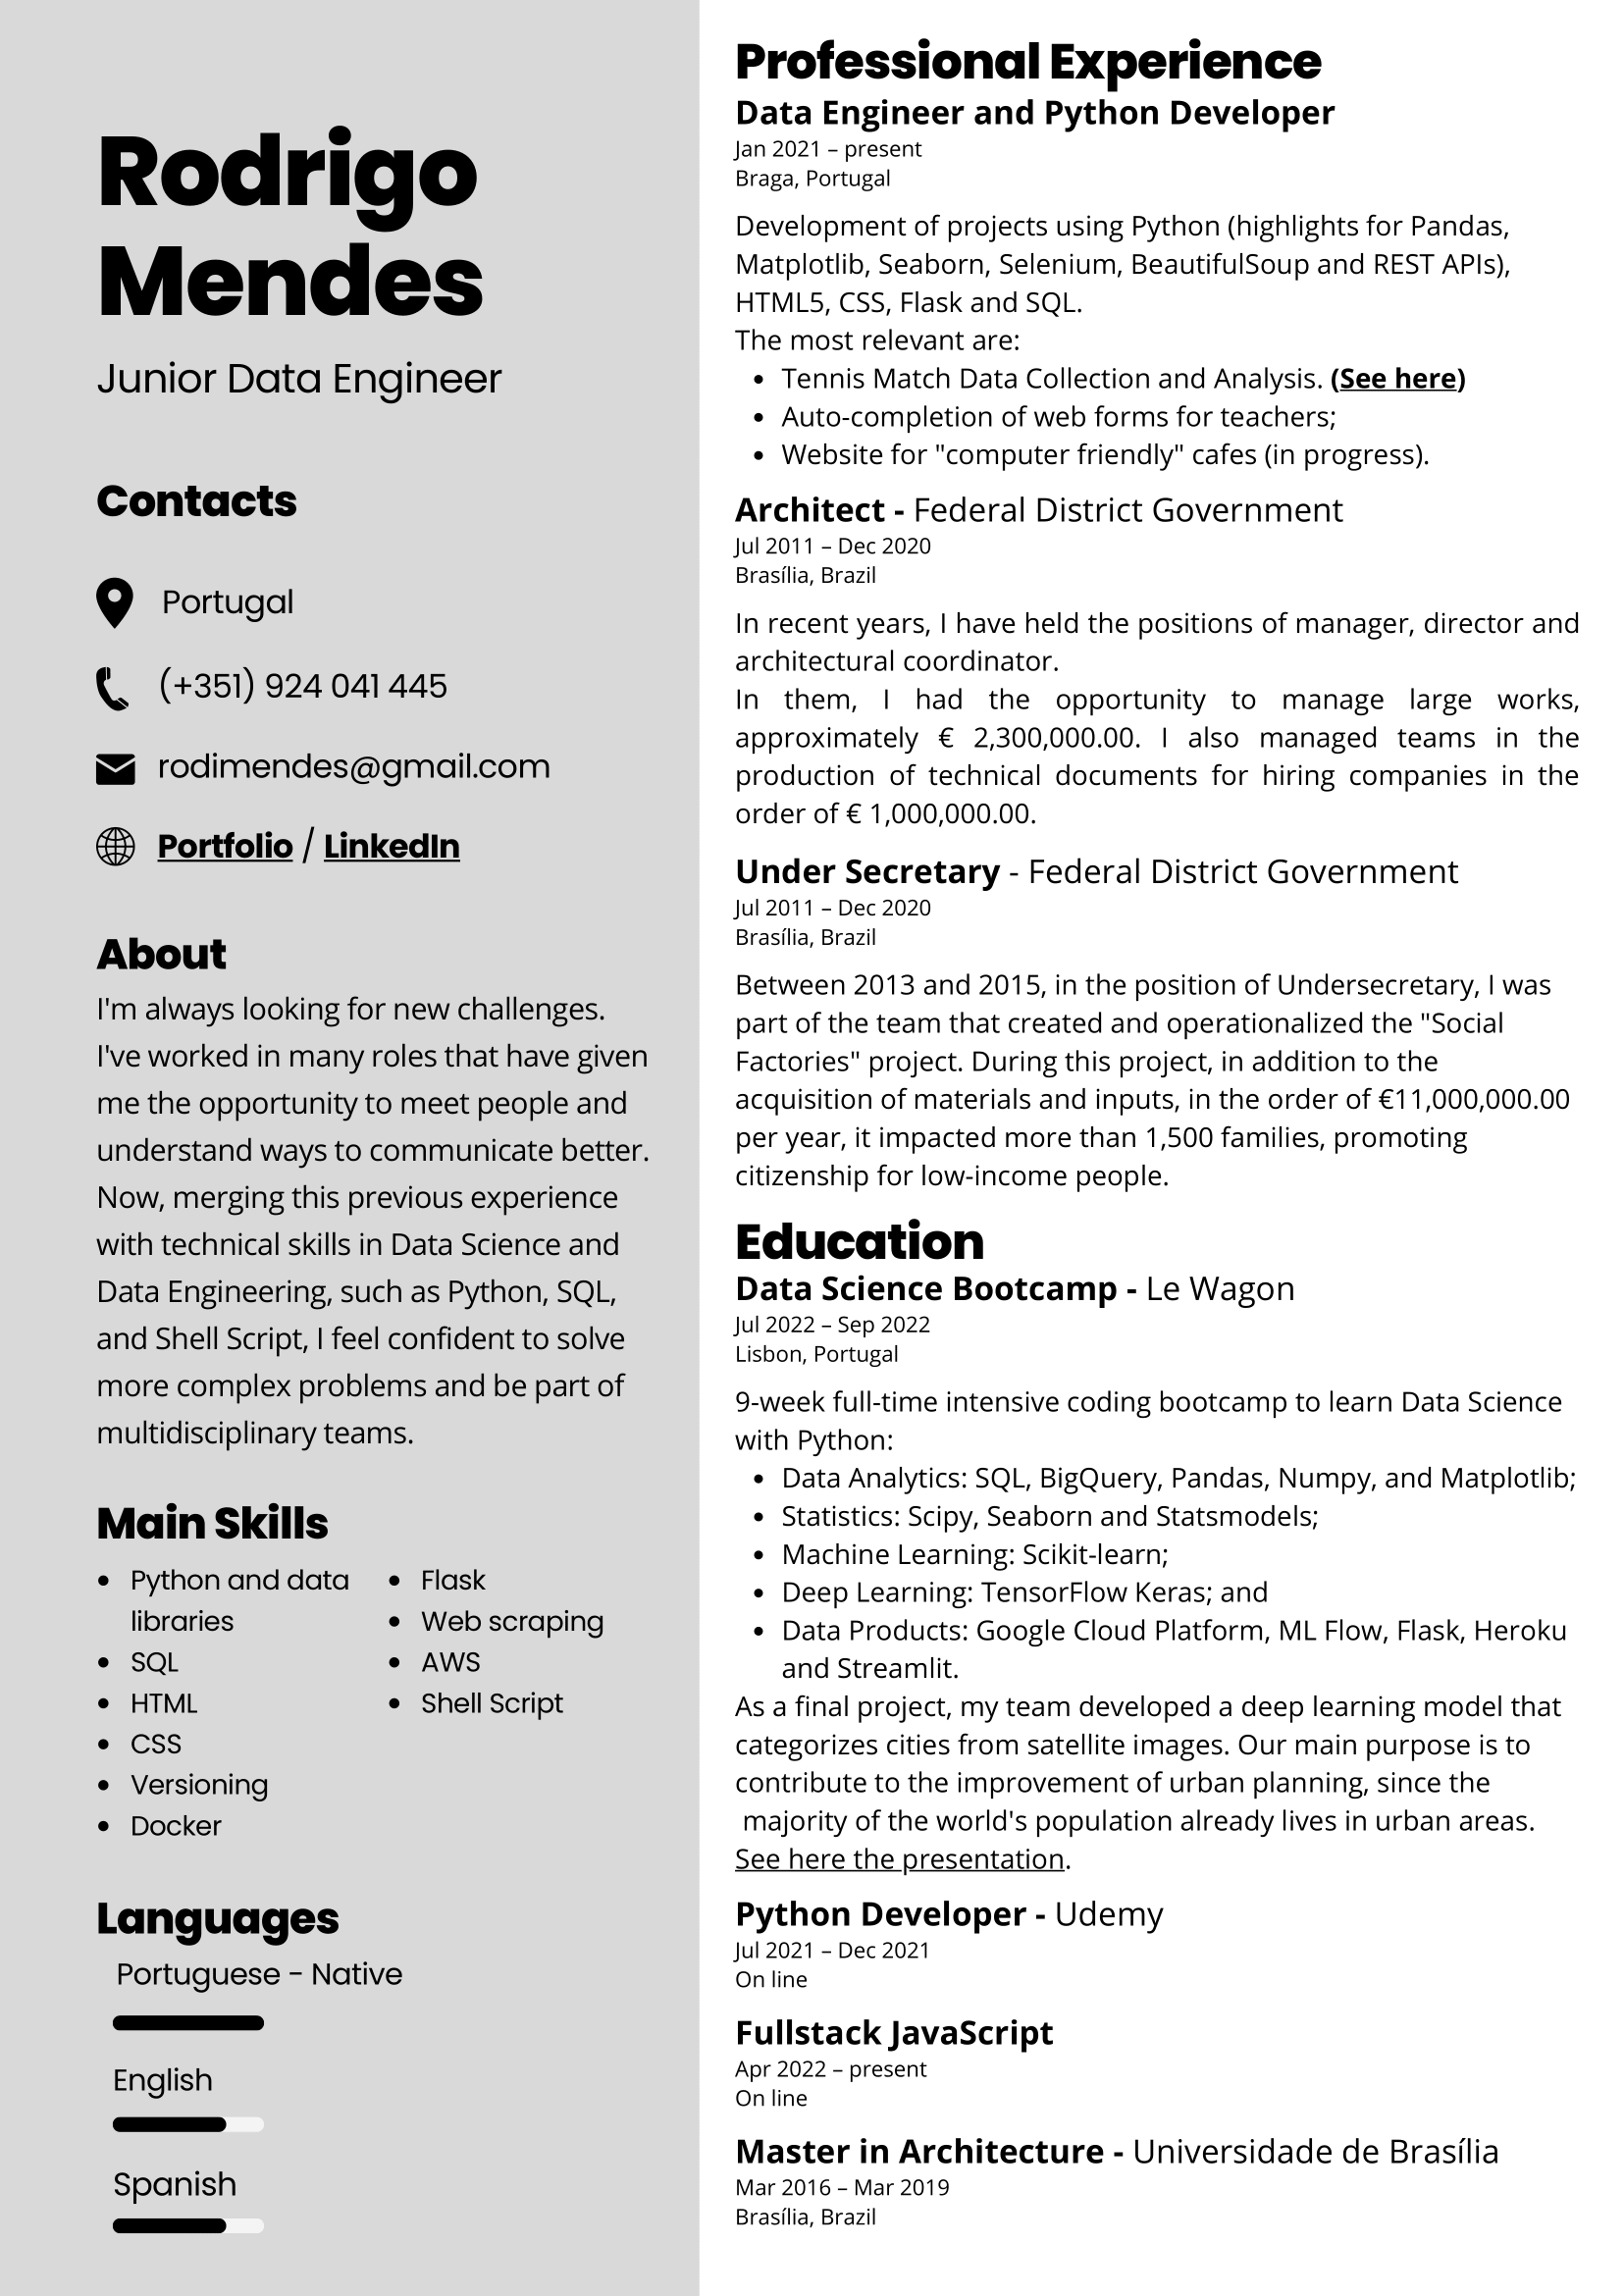 Rodrigo
Mendes
Junior Data Engineer
Contacts
Portugal
(+351) 924 041 445
rodimendes@gmail.com
Portfolio / LinkedIn
About
I'm always looking for new challenges.
I've worked in many roles that have given
me the opportunity to meet people and
understand ways to communicate better.
Now, merging this previous experience
with technical skills in Data Science and
Data Engineering, such as Python, SQL,
and Shell Script, I feel confident to solve
more complex problems and be part of
multidisciplinary teams.
Main Skills
• Python and data
libraries
• SQL
• HTML
• CSS
• Versioning
• Docker
• Flask
• Web scraping
• AWS
• Shell Script
Languages
Portuguese - Native
English
Spanish
Professional Experience
Data Engineer and Python Developer
Jan 2021 – present
Braga, Portugal
Development of projects using Python (highlights for Pandas,
Matplotlib, Seaborn, Selenium, BeautifulSoup and REST APIs),
HTML5, CSS, Flask and SQL.
The most relevant are:
• Tennis Match Data Collection and Analysis. (See here)
• Auto-completion of web forms for teachers;
• Website for "computer friendly" cafes (in progress).
Architect - Federal District Government
Jul 2011 – Dec 2020
Brasília, Brazil
In recent years, I have held the positions of manager, director and
architectural coordinator.
In them, I had the opportunity to manage large works,
approximately € 2,300,000.00. I also managed teams in the
production of technical documents for hiring companies in the
order of € 1,000,000.00.
Under Secretary - Federal District Government
Jul 2011 – Dec 2020
Brasília, Brazil
Between 2013 and 2015, in the position of Undersecretary, I was
part of the team that created and operationalized the "Social
Factories" project. During this project, in addition to the
acquisition of materials and inputs, in the order of €11,000,000.00
per year, it impacted more than 1,500 families, promoting
citizenship for low-income people.
Education
Data Science Bootcamp - Le Wagon
Jul 2022 – Sep 2022
Lisbon, Portugal
9-week full-time intensive coding bootcamp to learn Data Science
with Python:
• Data Analytics: SQL, BigQuery, Pandas, Numpy, and Matplotlib;
• Statistics: Scipy, Seaborn and Statsmodels;
• Machine Learning: Scikit-learn;
• Deep Learning: TensorFlow Keras; and
• Data Products: Google Cloud Platform, ML Flow, Flask, Heroku
and Streamlit.
As a final project, my team developed a deep learning model that
categorizes cities from satellite images. Our main purpose is to
contribute to the improvement of urban planning, since the
majority of the world's population already lives in urban areas.
See here the presentation.
Python Developer - Udemy
Jul 2021 – Dec 2021
On line
Fullstack JavaScript
Apr 2022 – present
On line
Master in Architecture - Universidade de Brasília
Mar 2016 – Mar 2019
Brasília, Brazil